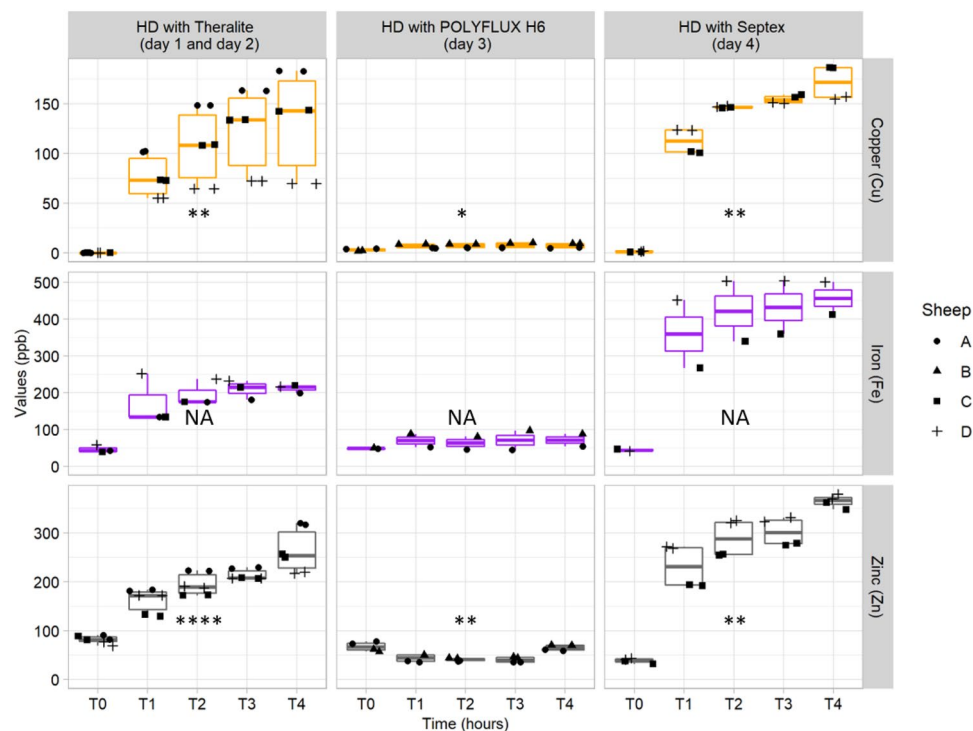 HD with Theralite
(day 1 and day 2)
HD with POLYFLUX H6
(day 3)
HD with Septex
(day 4)
Values (ppb)
150
100
50
0
**
*
**
Copper (Cu)
500
400
300
200
100
0
NA
NA
NA
Iron (Fe)
300
200
100
0
****
**
**
Zinc (Zn)
T0 T1 T2 T3 T4
T0 T1 T2 T3 T4
T0 T1 T2 T3 T4
Time (hours)
Sheep
A
B
C
D